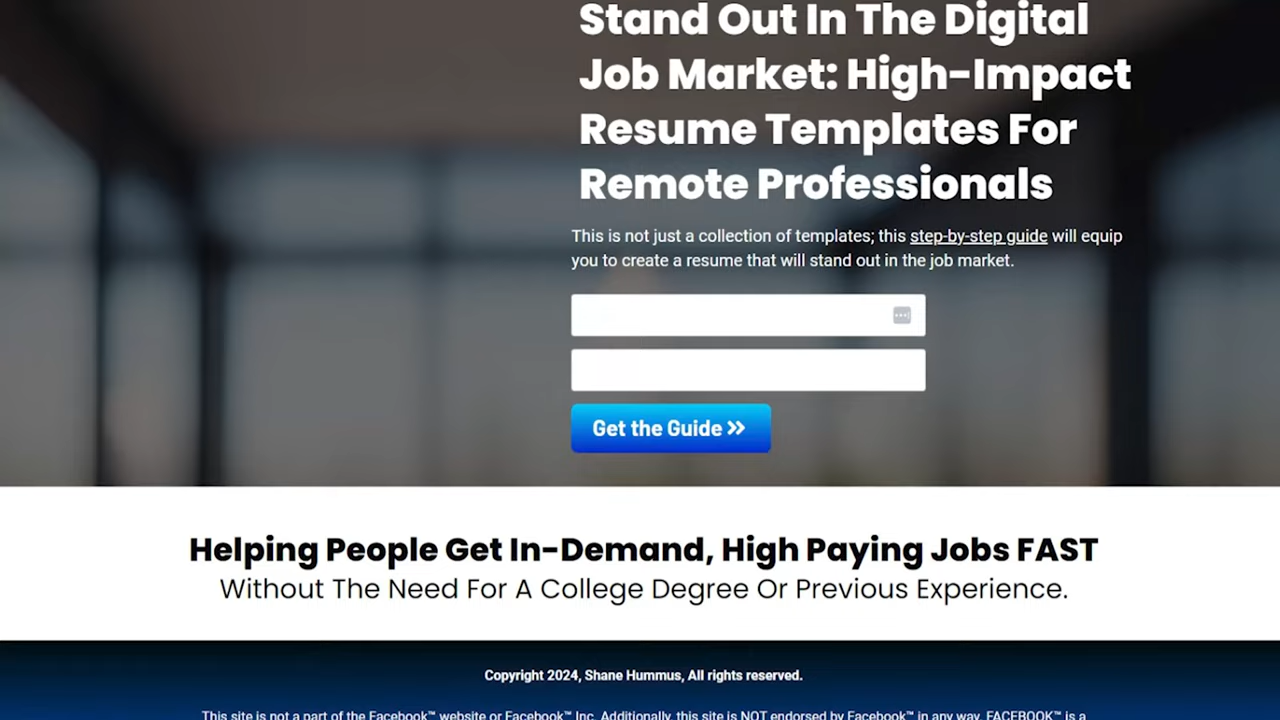 Stand Out In The Digital
Job Market: High-Impact
Resume Templates For
Remote Professionals
This is not just a collection of templates; this step-by-step guide will equip
you to create a resume that will stand out in the job market.
Get the Guide »
Helping People Get In-Demand, High Paying Jobs FAST
Without The Need For A College Degree Or Previous Experience.
Copyright 2024, Shane Hummus, All rights reserved.
This site is not a part of the Facebook™ website or Facebook™ Inc. Additionally, this site is NOT endorsed by Facebook™ in any way. FACEBOOK™ is a